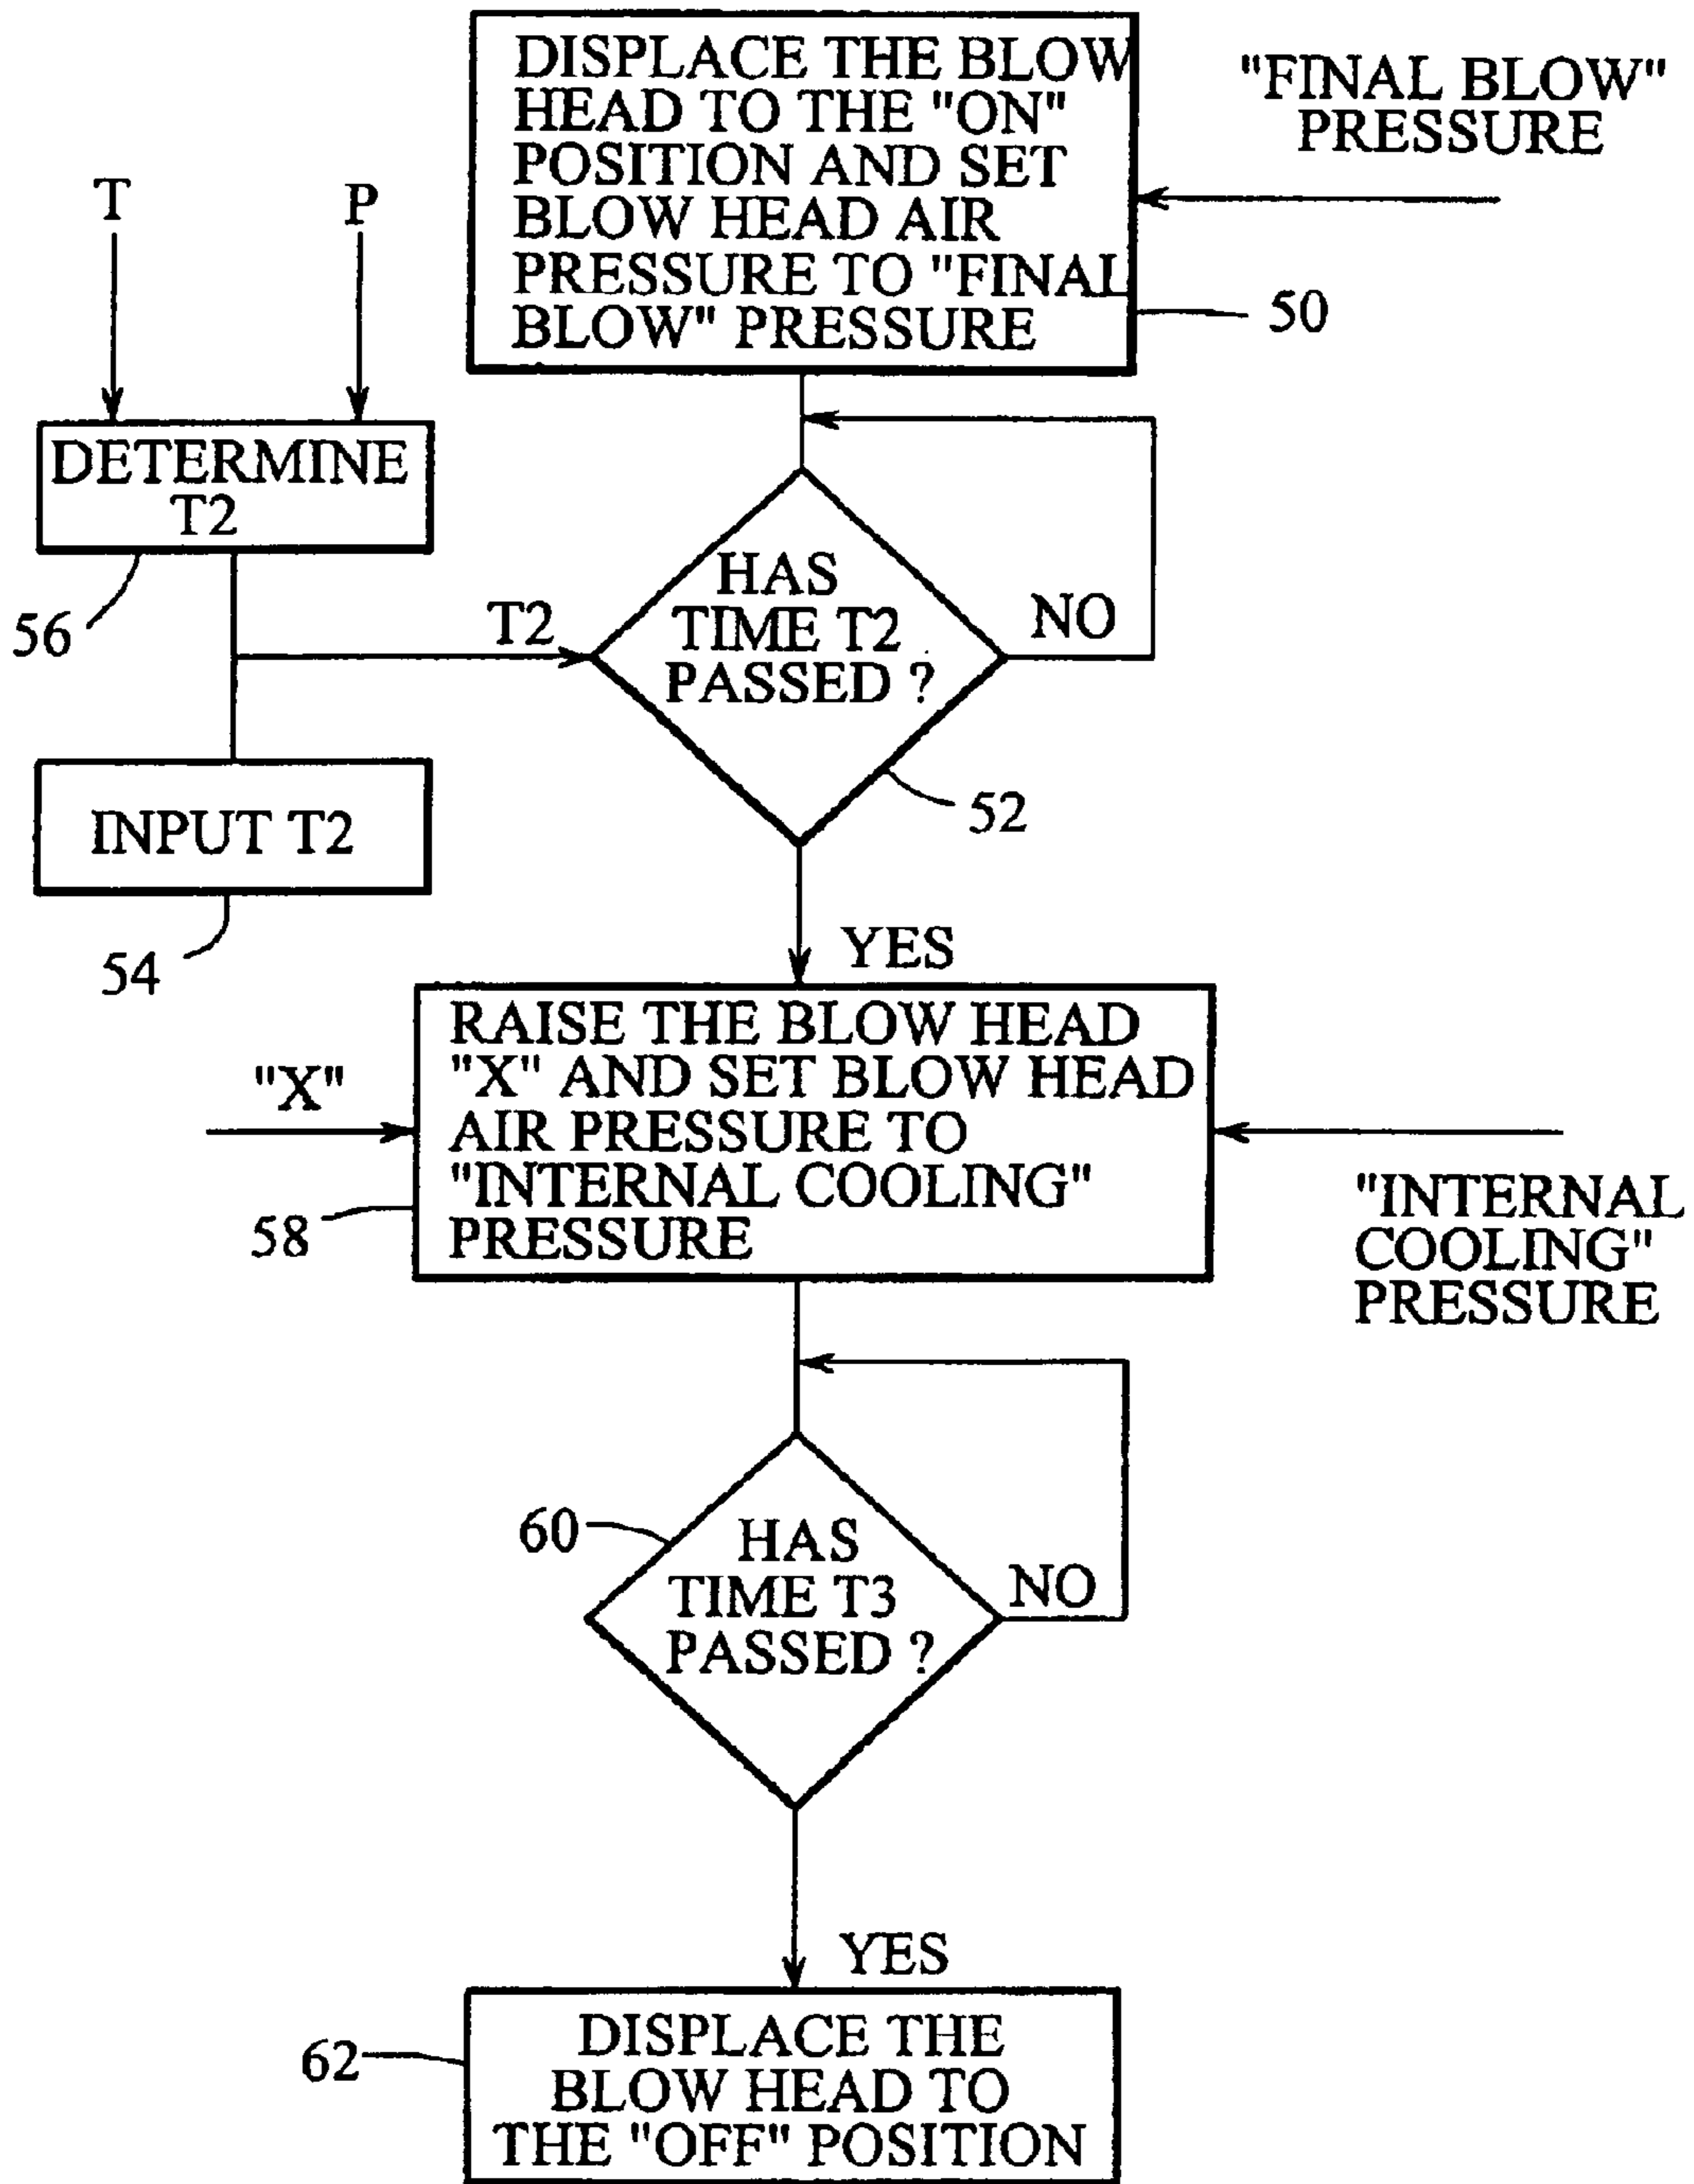 DISPLACE THE BLOW
HEAD TO THE "ON"
POSITION AND SET
BLOW HEAD AIR
PRESSURE TO "FINAL
BLOW" PRESSURE
"FINAL BLOW"
PRESSURE
50
T
P
DETERMINE
T2
56
T2
HAS
TIME T2
PASSED ?
NO
52
INPUT T2
54
YES
RAISE THE BLOW HEAD
"X" AND SET BLOW HEAD
AIR PRESSURE TO
"INTERNAL COOLING"
PRESSURE
"X"
58
"INTERNAL
COOLING"
PRESSURE
60
HAS
TIME T3
PASSED ?
NO
YES
62
DISPLACE THE
BLOW HEAD TO
THE "OFF" POSITION